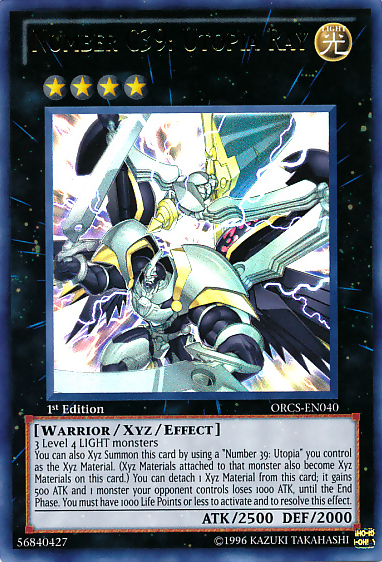 Number C39: Utopia Ray
LIGHT
光
1st Edition
ORCS-EN040
[Warrior / Xyz / Effect]
3 Level 4 LIGHT monsters
You can also Xyz Summon this card by using a "Number 39: Utopia" you control
as the Xyz Material. (Xyz Materials attached to that monster also become Xyz
Materials on this card.) You can detach 1 Xyz Material from this card; it gains
500 ATK and 1 monster your opponent controls loses 1000 ATK, until the End
Phase. You must have 1000 Life Points or less to activate and to resolve this effect.
ATK/2500 DEF/2000
56840427
©1996 KAZUKI TAKAHASHI